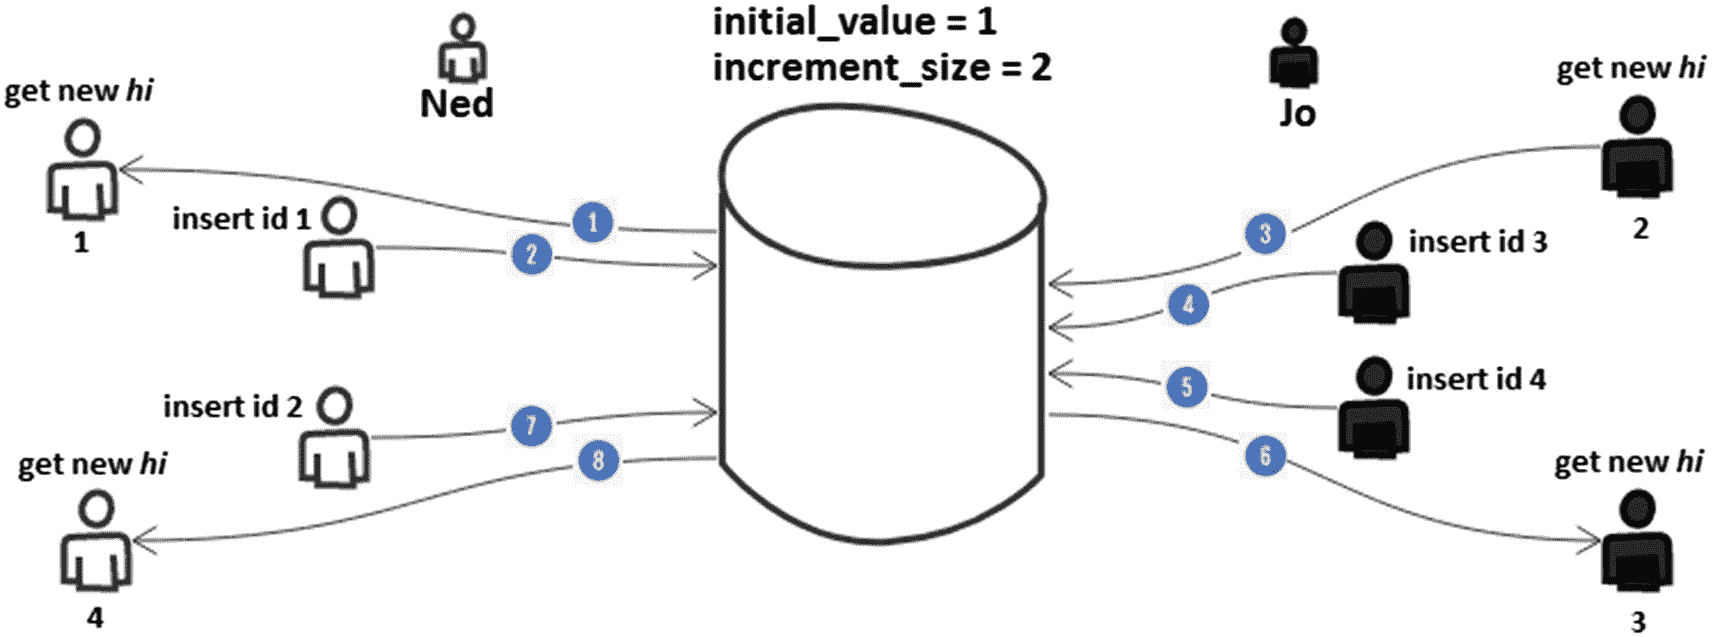 initial_value = 1
increment_size = 2
Ned
Jo
get new hi
1
insert id 1
1
2
insert id 2
7
8
get new hi
4
get new hi
2
3
insert id 3
4
insert id 4
5
6
get new hi
3